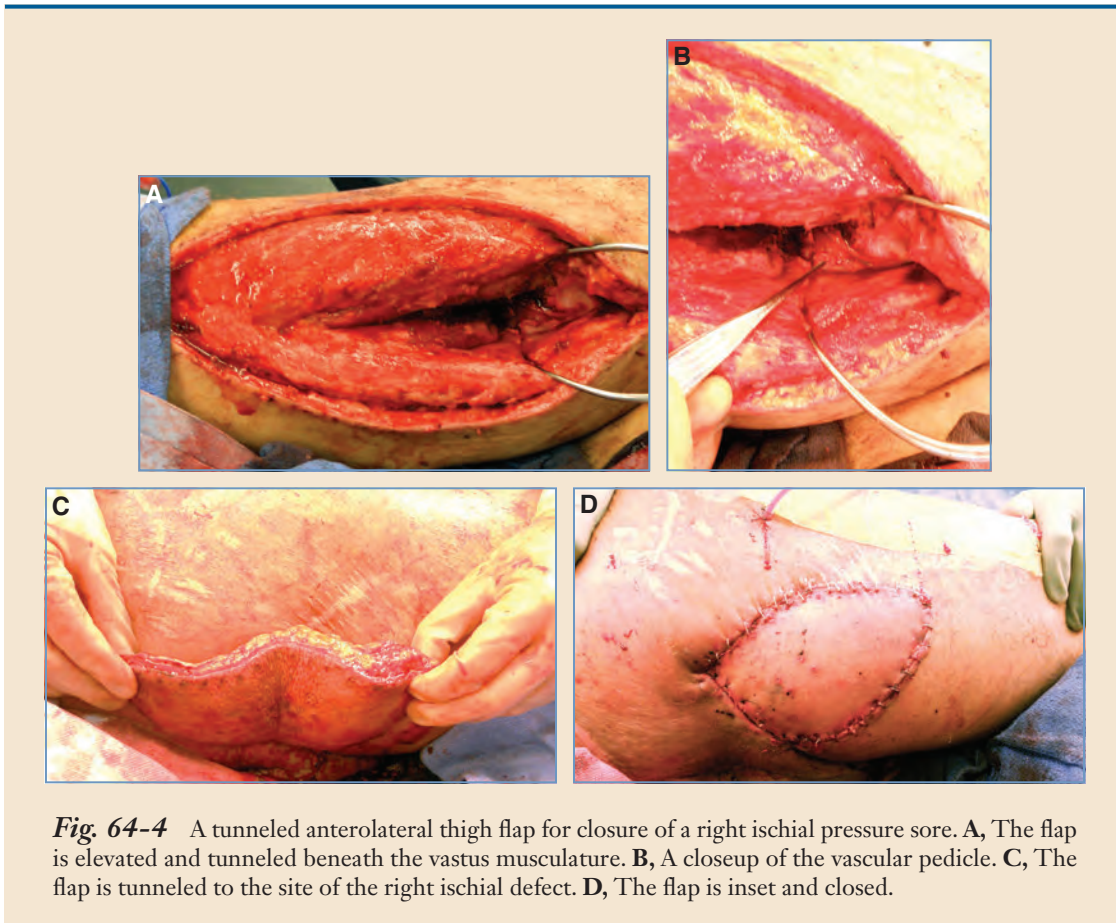 A
B
C
D
Fig. 64-4 A tunneled anterolateral thigh flap for closure of a right ischial pressure sore. A, The flap
is elevated and tunneled beneath the vastus musculature. B, A closeup of the vascular pedicle. C, The
flap is tunneled to the site of the right ischial defect. D, The flap is inset and closed.